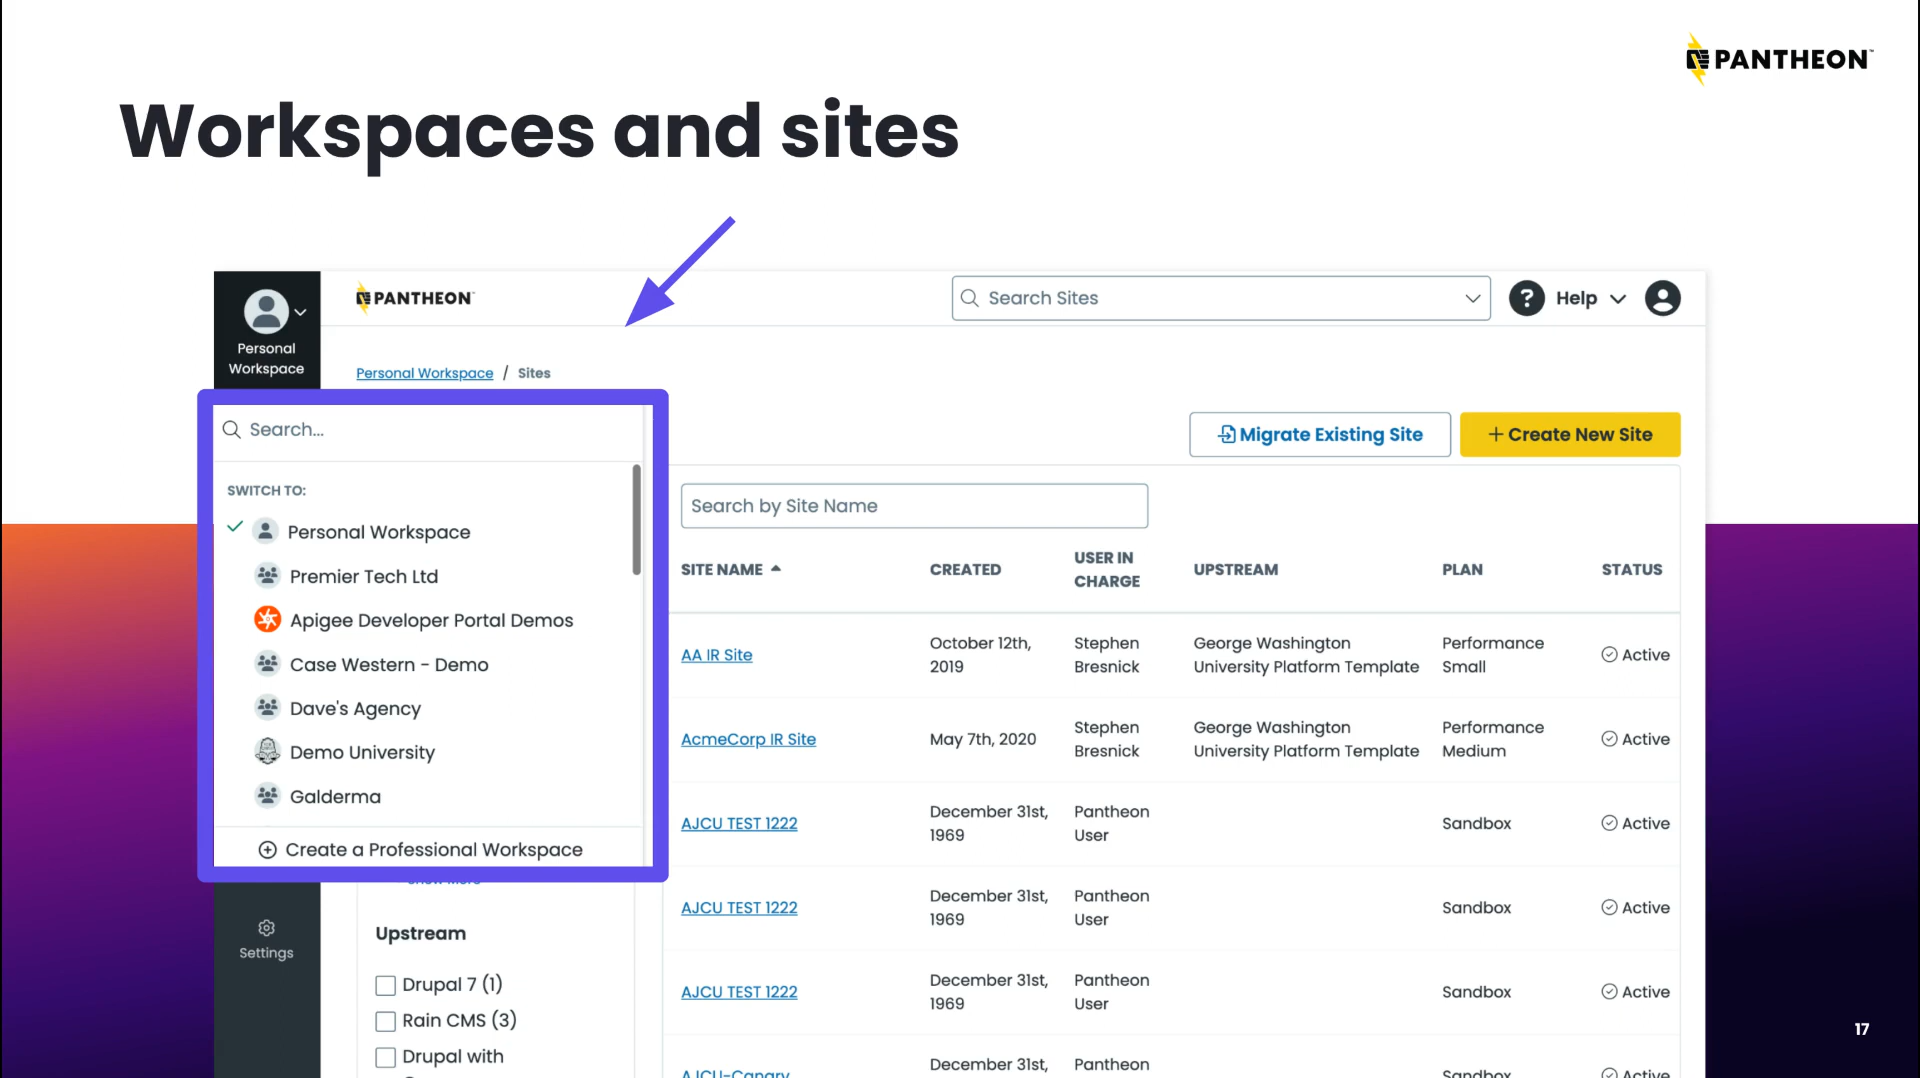 PANTHEON™
Workspaces and sites
Personal
Workspace
PANTHEON™
Search Sites
? Help
Personal Workspace / Sites
Search...
SWITCH TO:
Personal Workspace
Premier Tech Ltd
Apigee Developer Portal Demos
Case Western - Demo
Dave's Agency
Demo University
Galderma
Create a Professional Workspace
Settings
Upstream
Drupal 7 (1)
Rain CMS (3)
Drupal with
Migrate Existing Site
+ Create New Site
Search by Site Name
SITE NAME CREATED USER IN CHARGE UPSTREAM PLAN STATUS
AA IR Site October 12th, 2019 Stephen Bresnick George Washington University Platform Template Performance Small Active
AcmeCorp IR Site May 7th, 2020 Stephen Bresnick George Washington University Platform Template Performance Medium Active
AJCU TEST 1222 December 31st, 1969 Pantheon User Sandbox Active
AJCU TEST 1222 December 31st, 1969 Pantheon User Sandbox Active
AJCU TEST 1222 December 31st, 1969 Pantheon User Sandbox Active
AJCU-Canary December 31st, Pantheon Sandbox Active
17